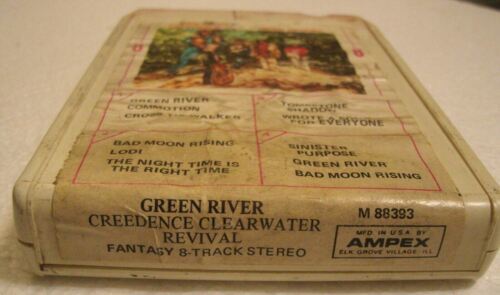 GREEN RIVER
COMMOTION
TOMBSTONE
SHADOW
WROTE
FOR EVERYONE
BAD MOON RISING
LODI
THE NIGHT TIME IS
THE RIGHT TIME
SINISTER
PURPOSE
GREEN RIVER
BAD MOON RISING
GREEN RIVER
CREEDENCE CLEARWATER
REVIVAL
FANTASY 8-TRACK STEREO
M 88393
MFD. IN U.S.A. BY
AMPEX
ELK GROVE VILLAGE, ILL.